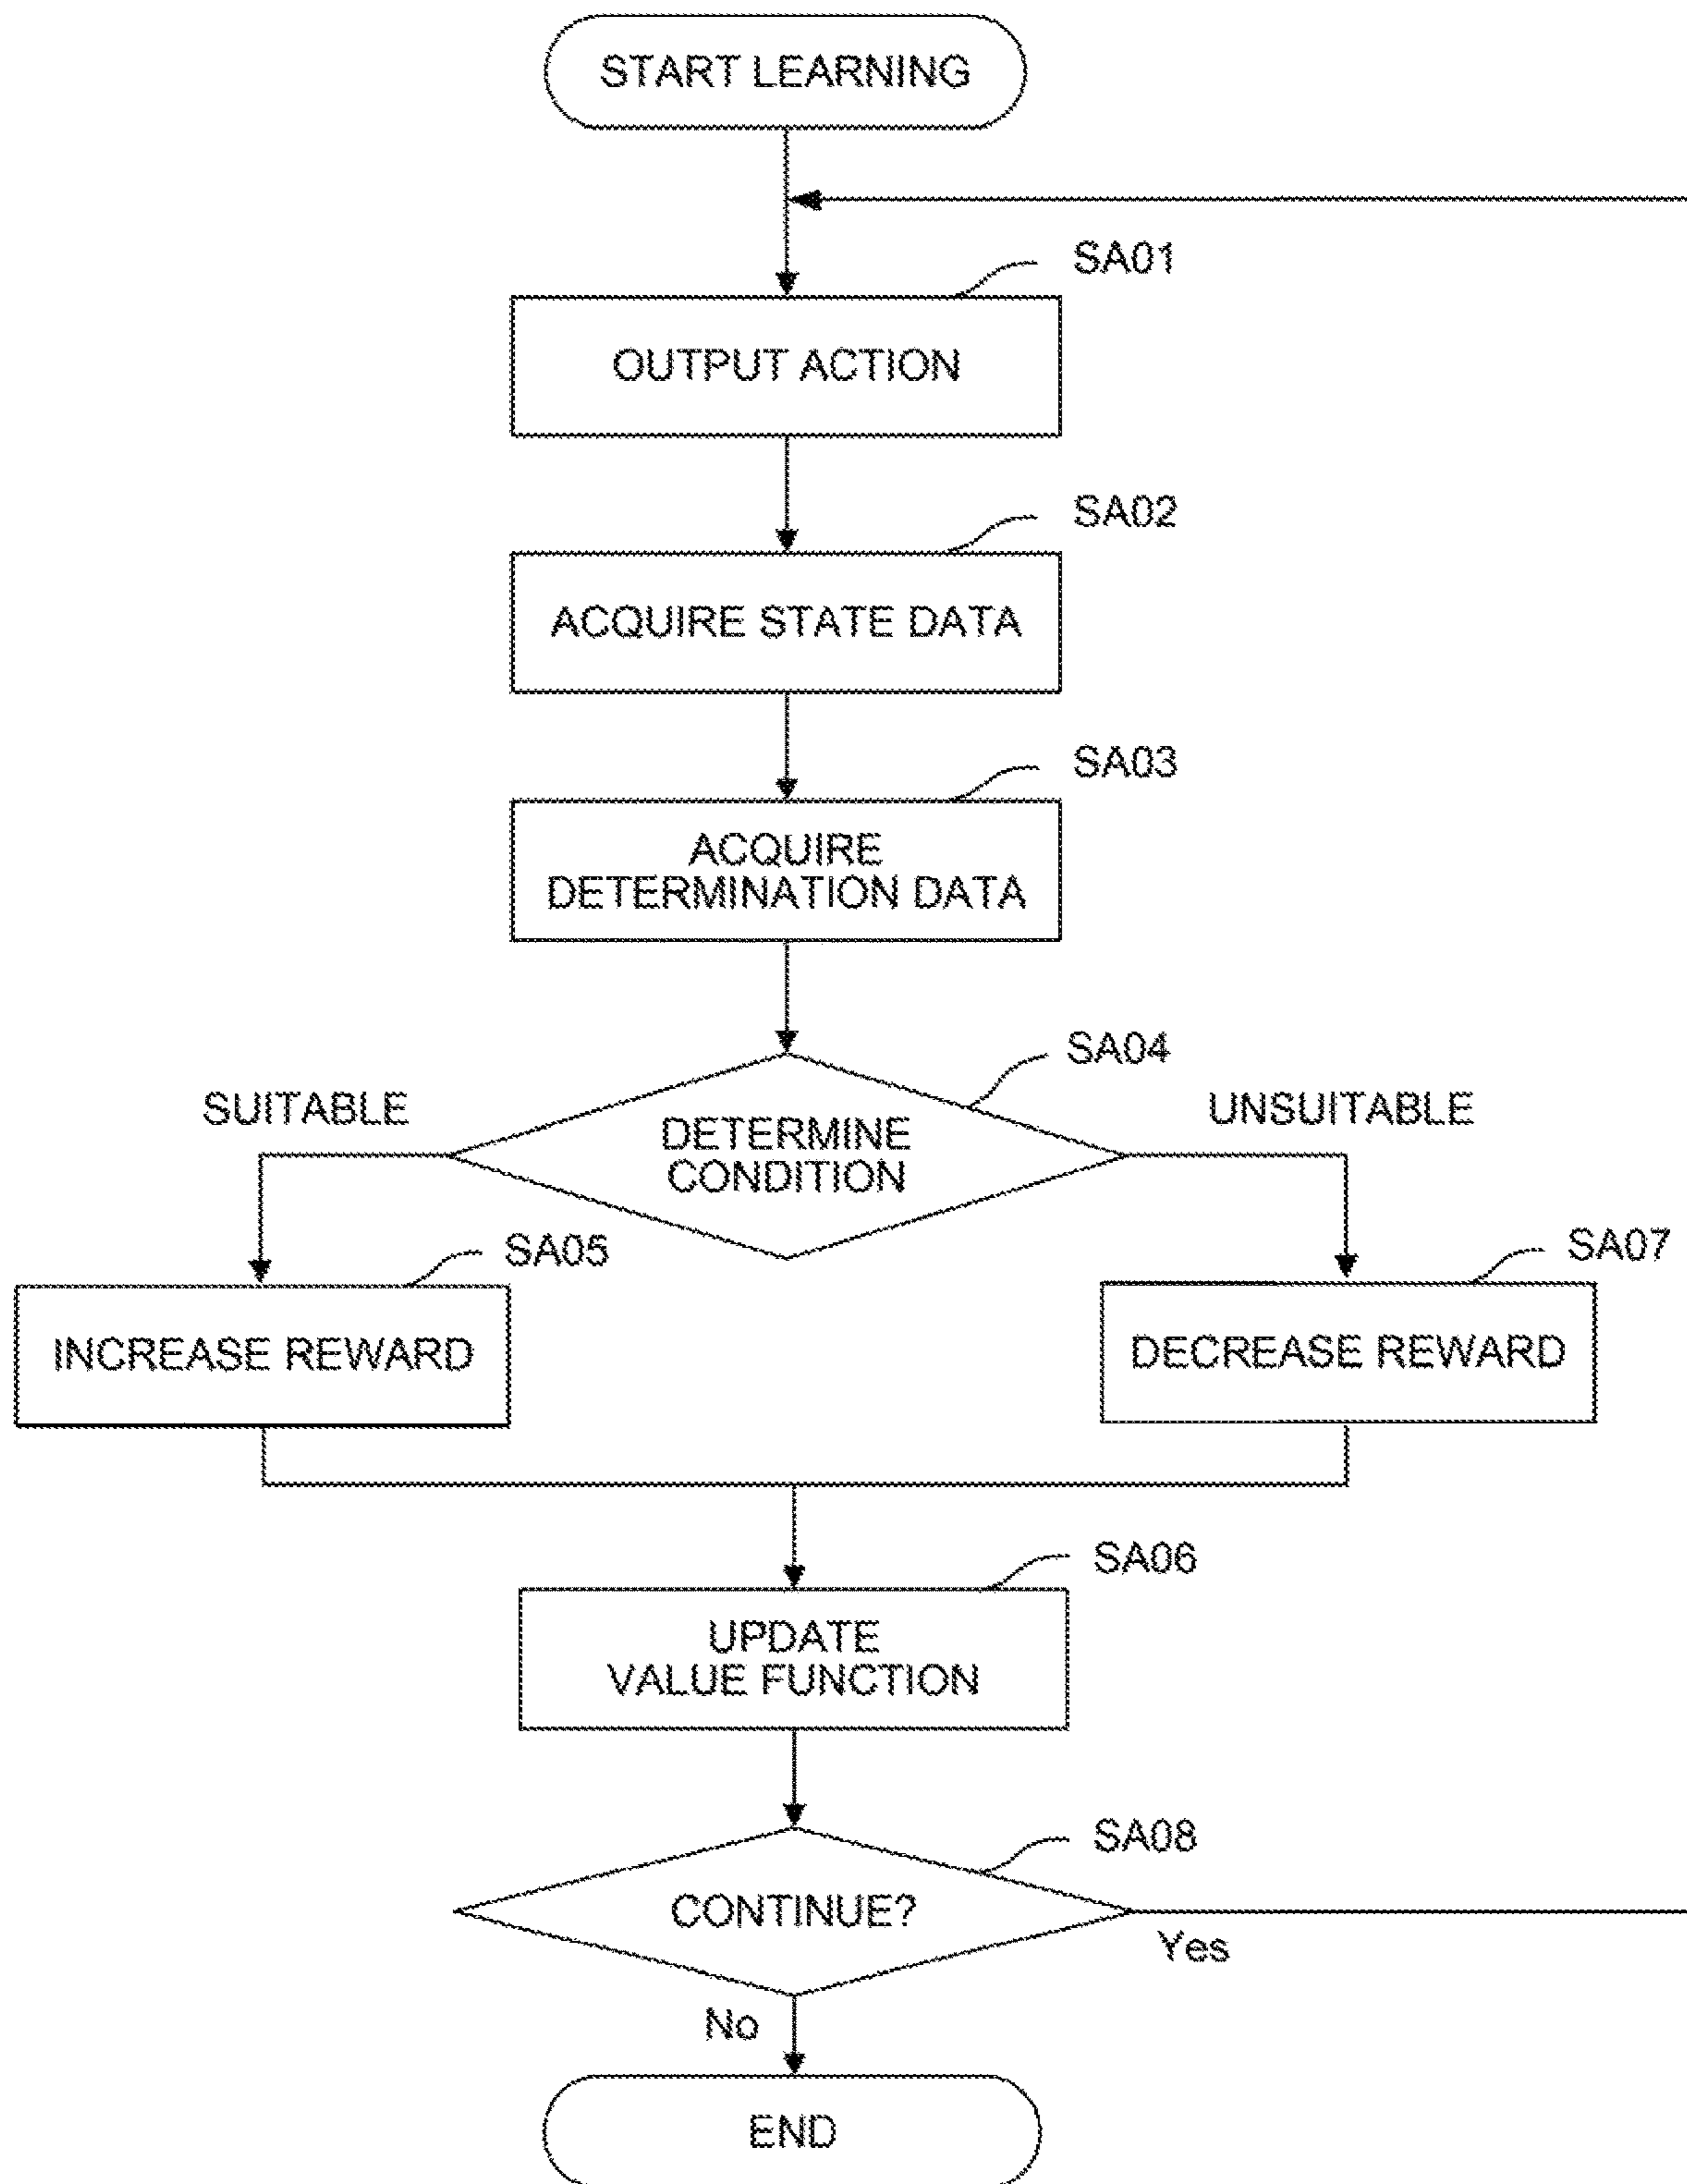 START LEARNING
SA01
OUTPUT ACTION
SA02
ACQUIRE STATE DATA
SA03
ACQUIRE
DETERMINATION DATA
SA04
SUITABLE
UNSUITABLE
DETERMINE
CONDITION
SA05
SA07
INCREASE REWARD
DECREASE REWARD
SA06
UPDATE
VALUE FUNCTION
SA08
CONTINUE?
Yes
No
END